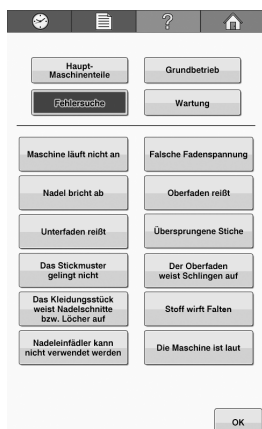 ?
Haupt-
Maschinenteile
Grundbetrieb
Fehlersuche
Wartung
Maschine läuft nicht an
Falsche Fadenspannung
Nadel bricht ab
Oberfaden reißt
Unterfaden reißt
Übersprungene Stiche
Das Stickmuster
gelingt nicht
Der Oberfaden
weist Schlingen auf
Das Kleidungsstück
weist Nadelschnitte
bzw. Löcher auf
Stoff wirft Falten
Nadeleinfädler kann
nicht verwendet werden
Die Maschine ist laut
OK